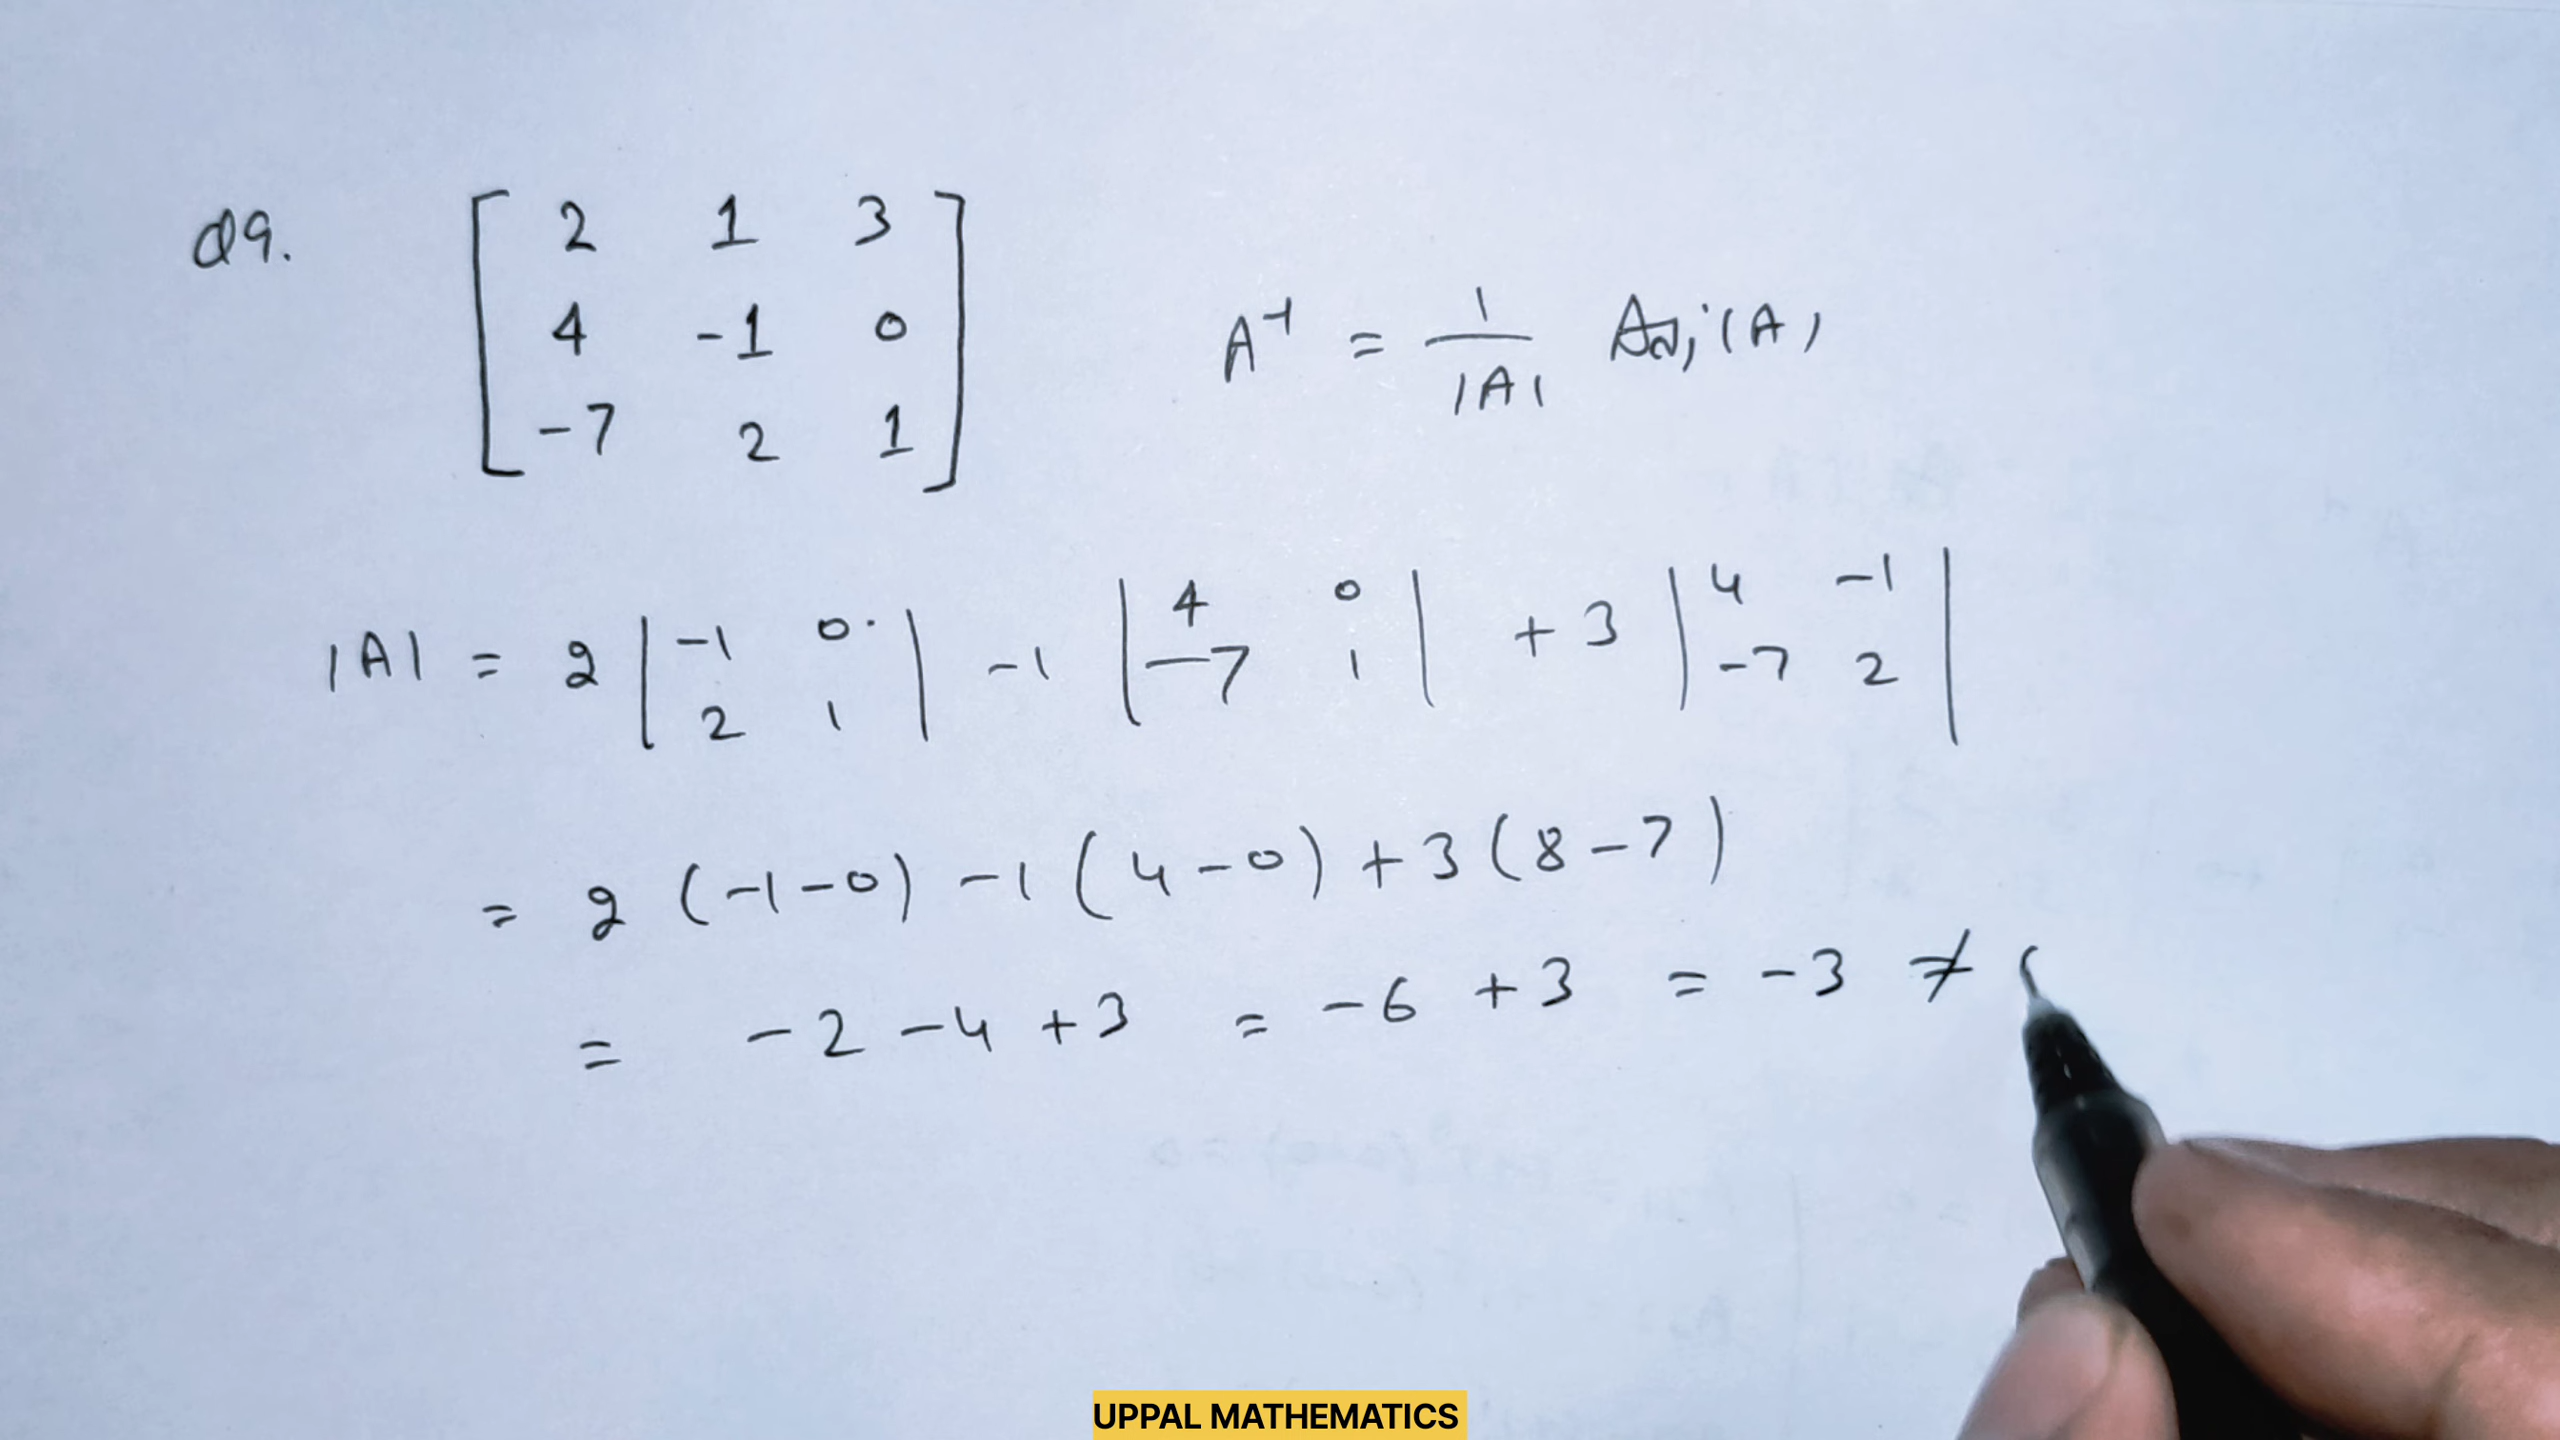 Q9. [ 2 1 3
4 -1 0
-7 2 1 ]
A⁻¹ = 1/|A| Adj(A)
|A| = 2 | -1 0 ; 2 1 | -1 | 4 0 ; -7 1 | + 3 | 4 -1 ; -7 2 |
= 2 (-1-0) -1 (4-0) + 3 (8-7)
= -2 -4 +3 = -6 +3 = -3 ≠
UPPAL MATHEMATICS